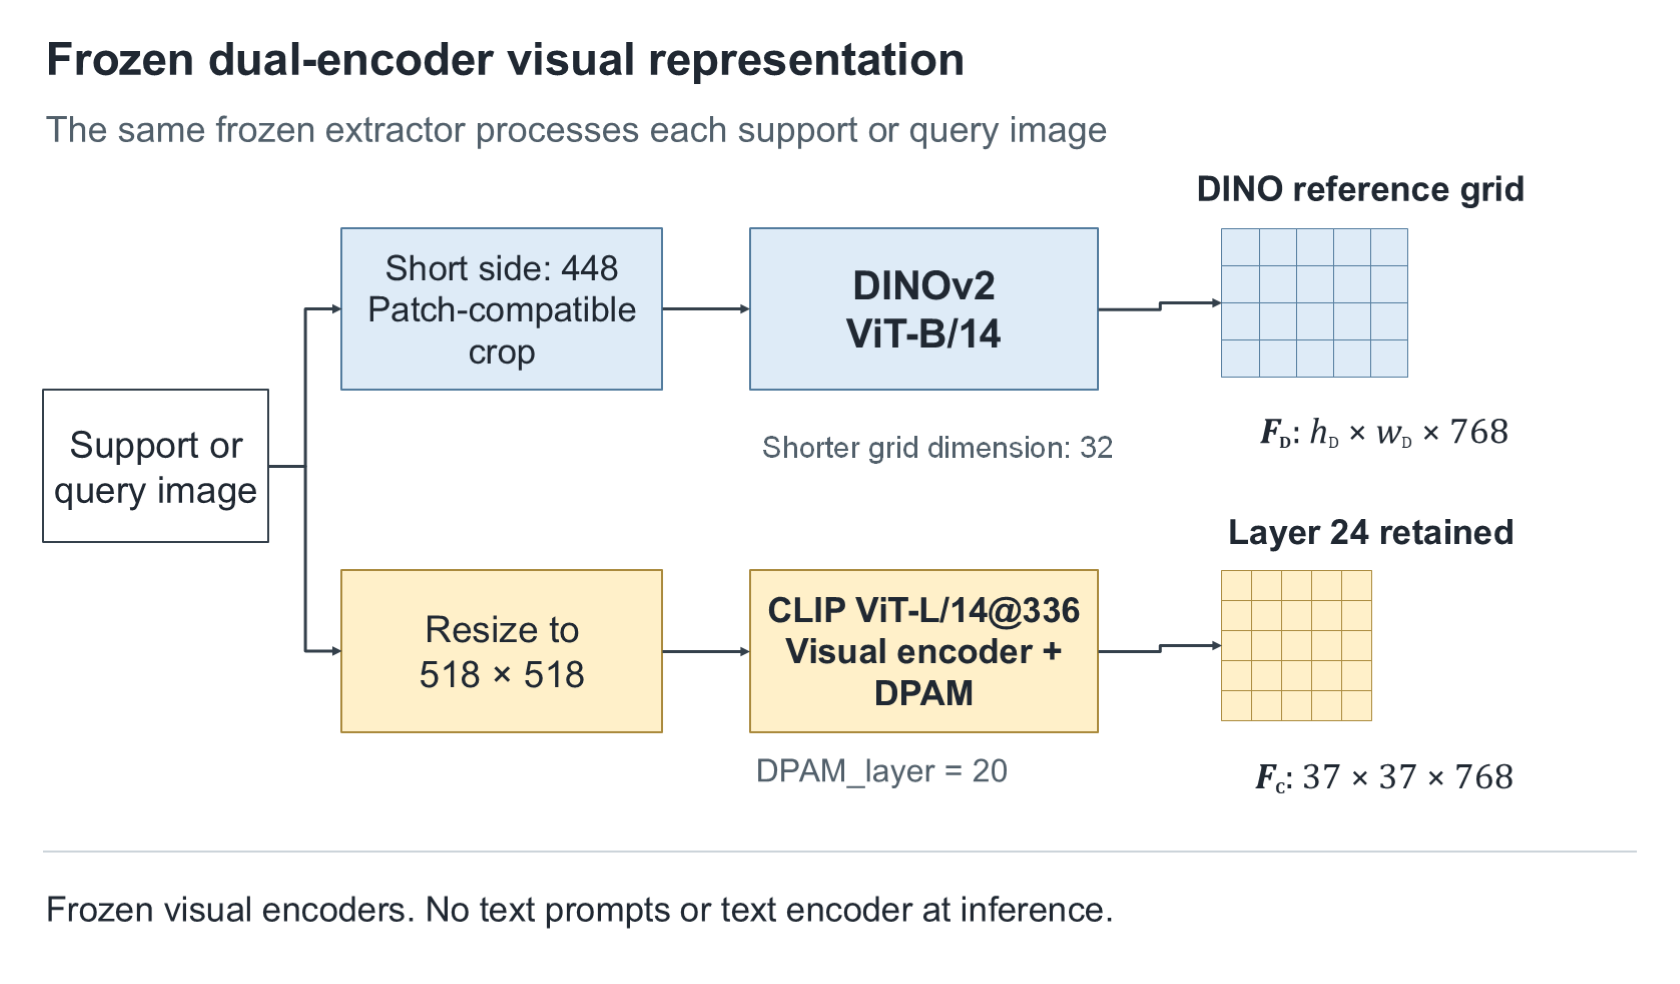 Frozen dual-encoder visual representation
The same frozen extractor processes each support or query image
DINO reference grid
Short side: 448
Patch-compatible
crop
DINOv2
ViT-B/14
Shorter grid dimension: 32
F_D: h_D × w_D × 768
Support or
query image
Layer 24 retained
Resize to
518 × 518
CLIP ViT-L/14@336
Visual encoder +
DPAM
DPAM_layer = 20
F_C: 37 × 37 × 768
Frozen visual encoders. No text prompts or text encoder at inference.